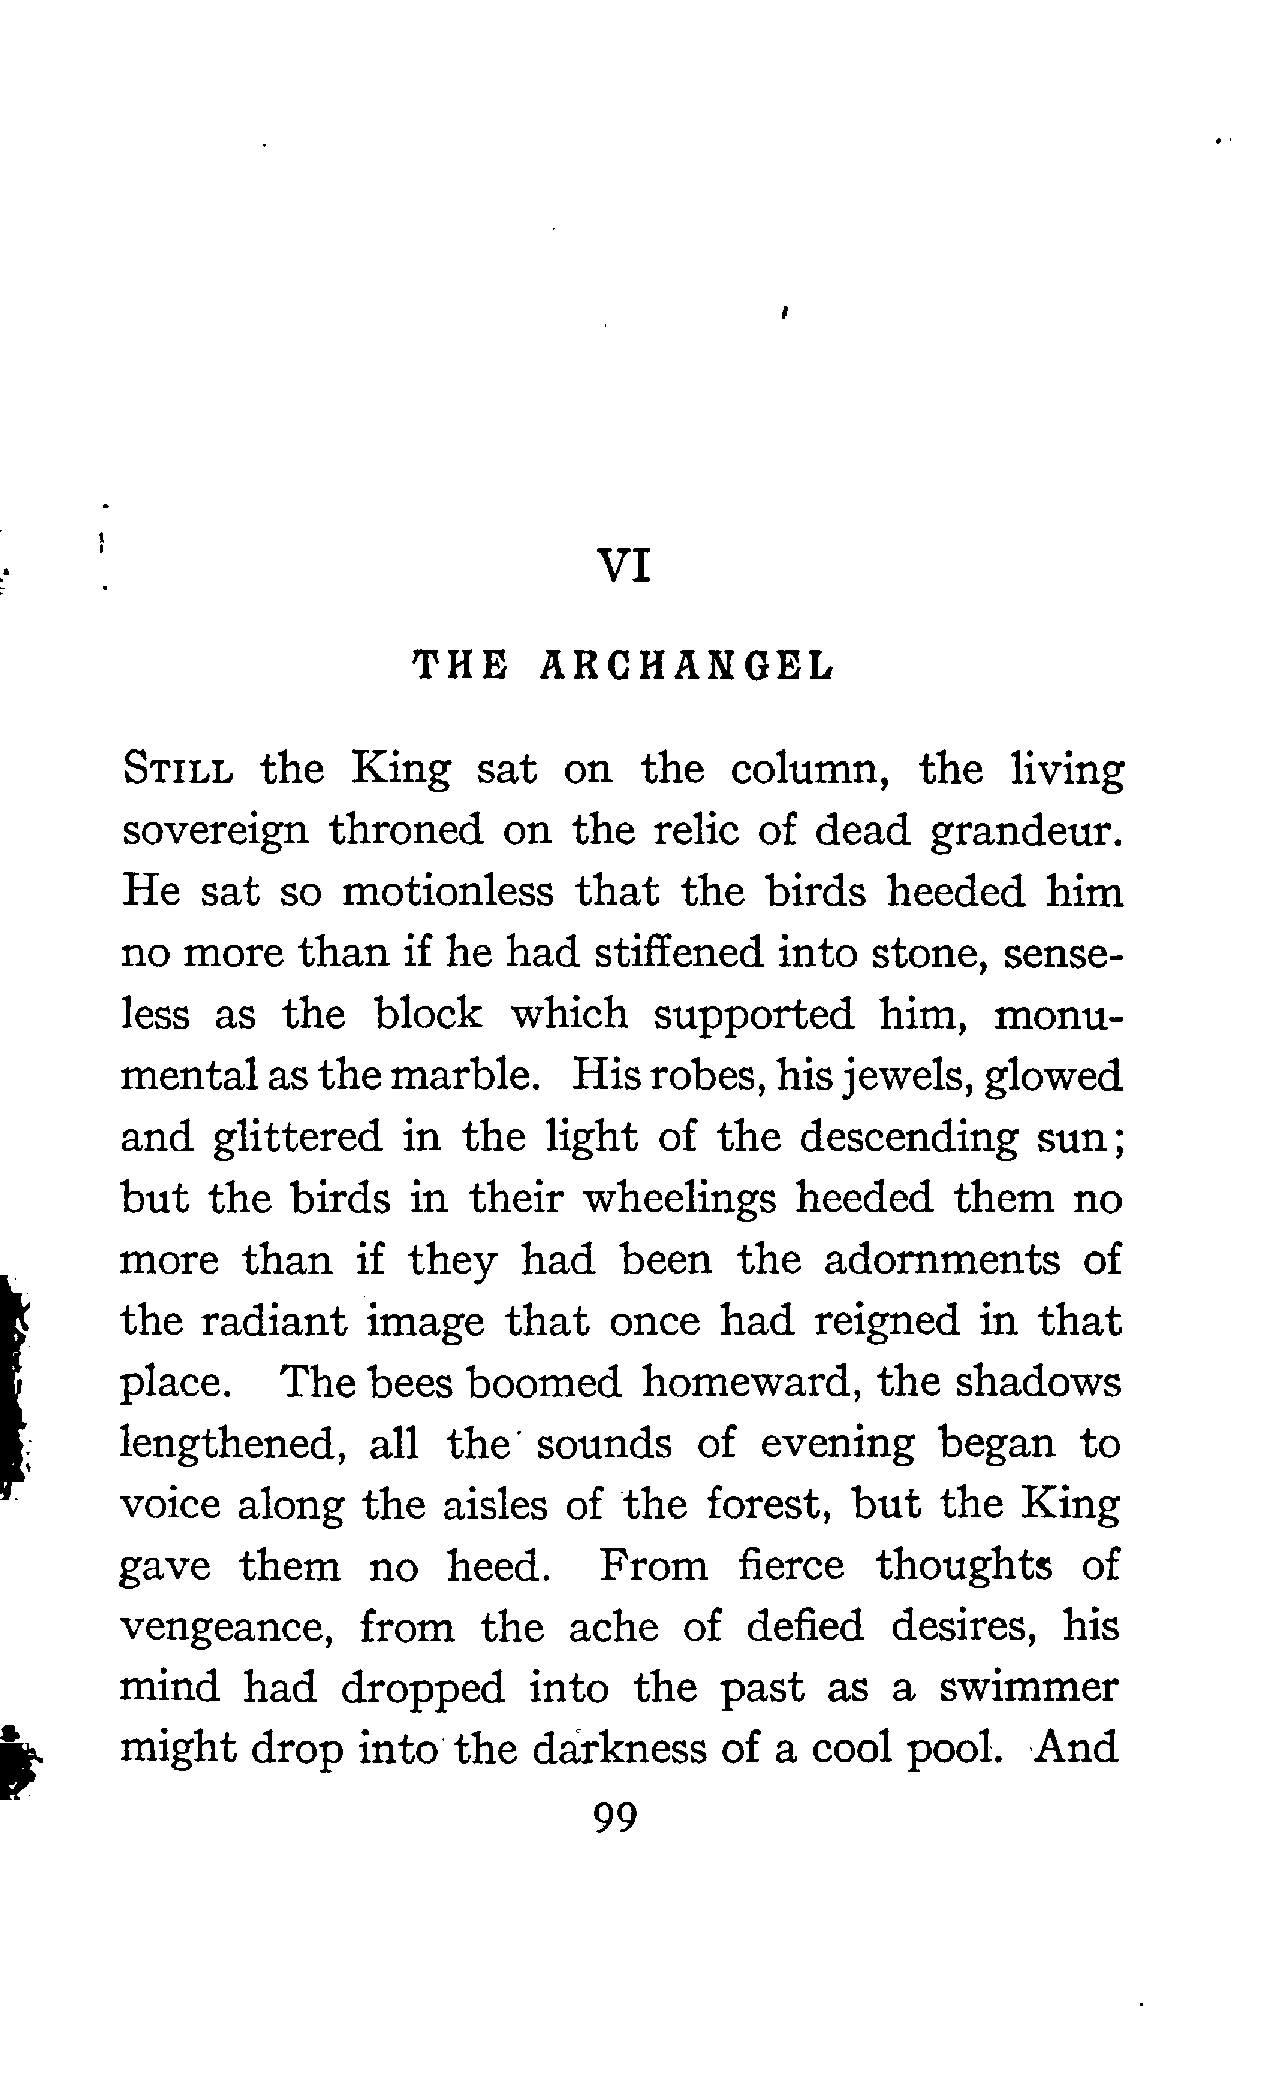 VI
THE ARCHANGEL
STILL the King sat on the column, the living
sovereign throned on the relic of dead grandeur.
He sat so motionless that the birds heeded him
no more than if he had stiffened into stone, sense-
less as the block which supported him, monu-
mental as the marble. His robes, his jewels, glowed
and glittered in the light of the descending sun;
but the birds in their wheelings heeded them no
more than if they had been the adornments of
the radiant image that once had reigned in that
place. The bees boomed homeward, the shadows
lengthened, all the sounds of evening began to
voice along the aisles of the forest, but the King
gave them no heed. From fierce thoughts of
vengeance, from the ache of defied desires, his
mind had dropped into the past as a swimmer
might drop into the darkness of a cool pool. And
99